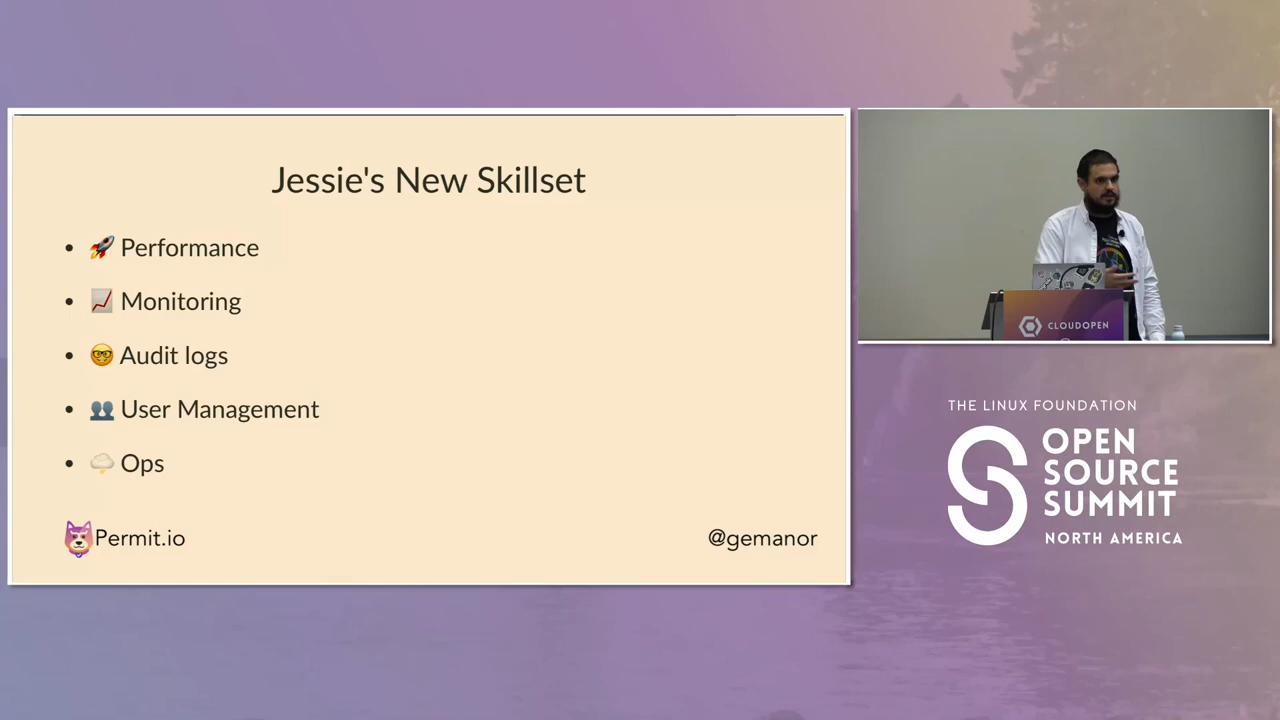 Jessie's New Skillset
• 🚀 Performance
• 📈 Monitoring
• 🤓 Audit logs
• 👥 User Management
• 🌩 Ops
Permit.io
@gemanor
CLOUDOPEN
THE LINUX FOUNDATION
OPEN
SOURCE
SUMMIT
NORTH AMERICA